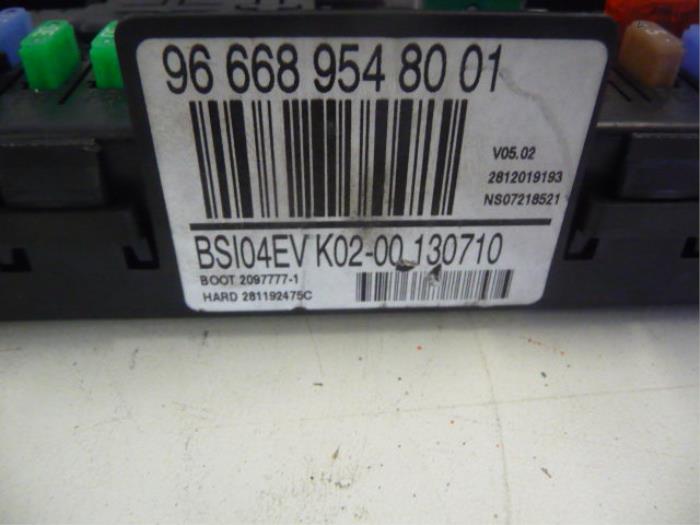 96 668 954 80 01
V05.02
2812019193
NS07218521
BSI04EV K02-00 130710
BOOT 2097777-1
HARD 281192475C